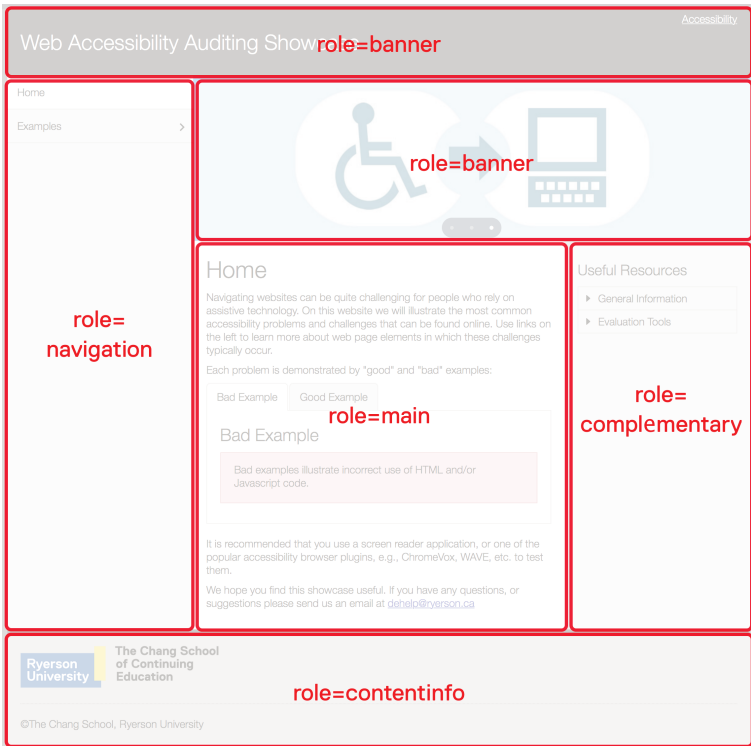 Accessibility
Web Accessibility Auditing Showcase
role=banner
Home
Examples
role=
navigation
role=banner
Home
Navigating websites can be quite challenging for people who rely on
assistive technology. On this website we will illustrate the most common
accessibility problems and challenges that can be found online. Use links on
the left to learn more about web page elements in which these challenges
typically occur.
Each problem is demonstrated by "good" and "bad" examples:
Bad Example
Good Example
role=main
Bad Example
Bad examples illustrate incorrect use of HTML and/or
Javascript code.
It is recommended that you use a screen reader application, or one of the
popular accessibility browser plugins, e.g., ChromeVox, WAVE, etc. to test
them.
We hope you find this showcase useful. If you have any questions, or
suggestions please send us an email at dehelp@ryerson.ca
Useful Resources
General Information
Evaluation Tools
role=
complementary
Ryerson
University
The Chang School
of Continuing
Education
role=contentinfo
©The Chang School, Ryerson University